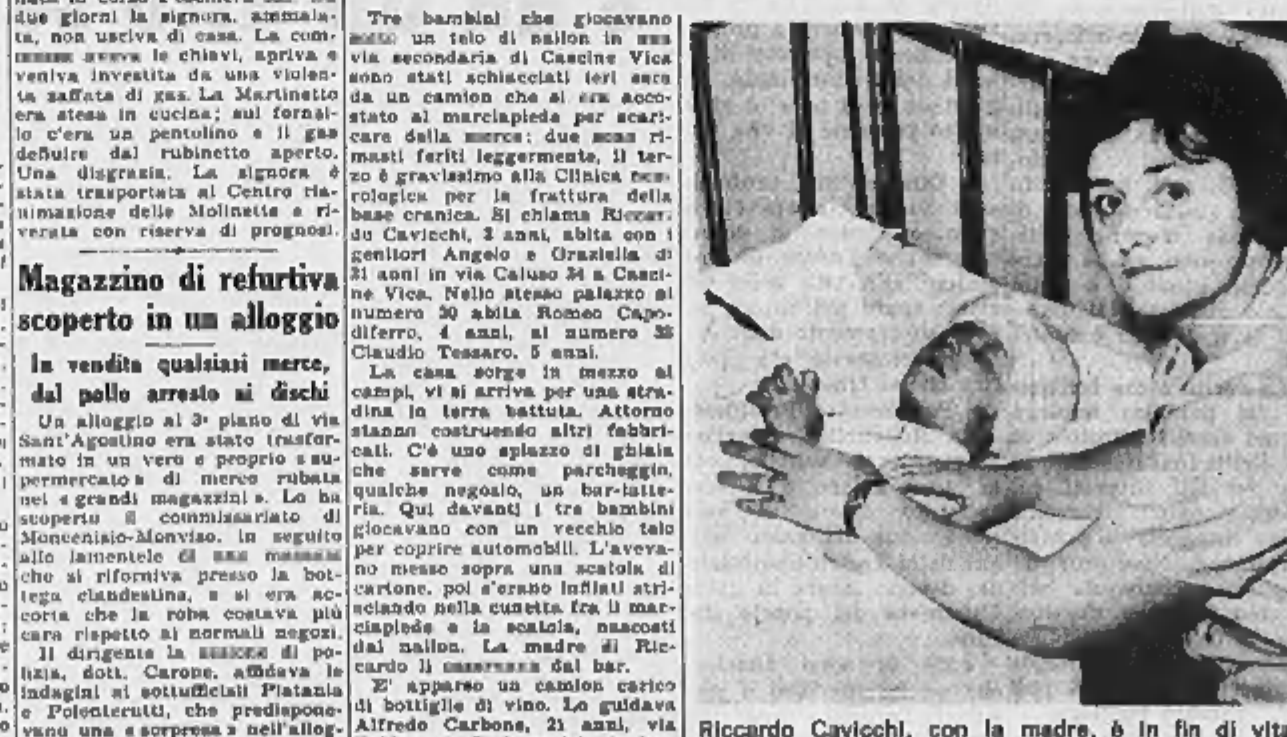 due giorni la signora, ammala-
ta, non usciva di casa. La com-
le chiavi, apriva e
veniva investita da una violen-
ta zaffata di gas. La Martinetto
era stesa in cucina; sul fornel-
lo c'era un pentolino e il gas
defluire dal rubinetto aperto.
Una disgrazia. La signora è
stata trasportata al Centro ria-
nimazione delle Molinette e ri-
verata con riserva di prognosi.
Magazzino di refurtiva
scoperto in un alloggio
In vendita qualsiasi merce,
dal pollo arrosto ai dischi
Un alloggio al 3° piano di via
Sant'Agostino era stato trasfor-
mato in un vero e proprio «su-
permercato» di merce rubata
nei «grandi magazzini». Lo ha
scoperto il commissariato di
Moncenisio-Monviso, in seguito
allo lamentele di una
che si riforniva presso la bot-
tega clandestina, e si era ac-
corta che la roba costava più
cara rispetto ai normali negozi.
Il dirigente la di po-
lizia, dott. Carone, affidava le
indagini ai sottufficiali Platania
e Polenterutti, che predispone-
vano una «sorpresa» nell'allog-
Tre bambini che giocavano
sotto un telo di nailon in una
via secondaria di Cascine Vica
sono stati schiacciati ieri sera
da un camion che si era acco-
stato al marciapiede per scari-
care della merce: due sono ri-
masti feriti leggermente, il ter-
zo è gravissimo alla Clinica neu-
rologica per la frattura della
base cranica. Si chiama Riccar-
do Cavicchi, 2 anni, abita con i
genitori Angelo e Graziella di
21 anni in via Caluso 34 a Casci-
ne Vica. Nello stesso palazzo al
numero 30 abita Romeo Capo-
diferro, 4 anni, al numero 38
Claudio Tessaro, 5 anni.
La casa sorge in mezzo ai
campi, vi si arriva per una stra-
dina in terra battuta. Attorno
stanno costruendo altri fabbri-
cati. C'è uno spiazzo di ghiaia
che serve come parcheggio,
qualche negozio, un bar-latte-
ria. Qui davanti i tre bambini
giocavano con un vecchio telo
per coprire automobili. L'aveva-
no messo sopra una scatola di
cartone, poi s'erano infilati stri-
sciando nella cunetta fra il mar-
ciapiede e la scatola, nascosti
dal nailon. La madre di Ric-
cardo li dal bar.
E' apparso un camion carico
di bottiglie di vino. Lo guidava
Alfredo Carbone, 21 anni, via
Riccardo Cavicchi, con la madre, è in fin di vita